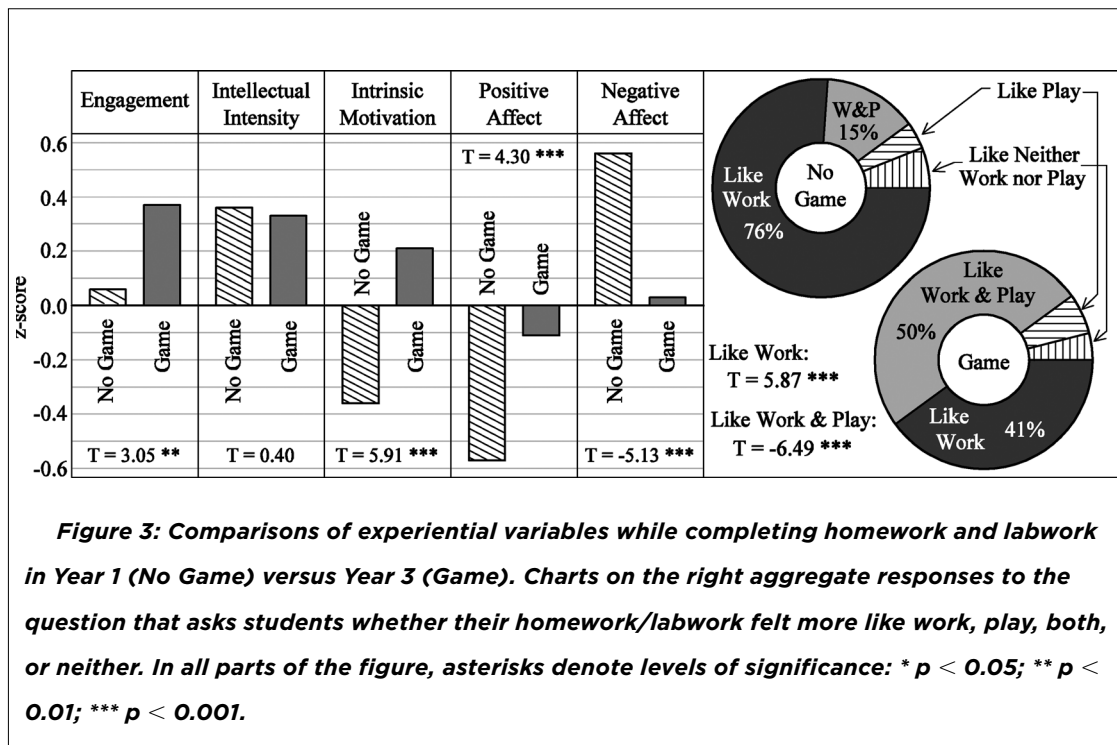 Engagement
Intellectual
Intensity
Intrinsic
Motivation
Positive
Affect
Negative
Affect
z-score
0.6
0.4
0.2
0.0
-0.2
-0.4
-0.6
No Game
Game
T = 3.05 **
No Game
Game
T = 0.40
No Game
Game
T = 5.91 ***
T = 4.30 ***
No Game
Game
No Game
Game
T = -5.13 ***
W&P
15%
Like
Work
76%
No
Game
Like Play
Like Neither
Work nor Play
Like
Work & Play
50%
Game
Like
Work
41%
Like Work:
T = 5.87 ***
Like Work & Play:
T = -6.49 ***
Figure 3: Comparisons of experiential variables while completing homework and labwork
in Year 1 (No Game) versus Year 3 (Game). Charts on the right aggregate responses to the
question that asks students whether their homework/labwork felt more like work, play, both,
or neither. In all parts of the figure, asterisks denote levels of significance: * p < 0.05; ** p <
0.01; *** p < 0.001.